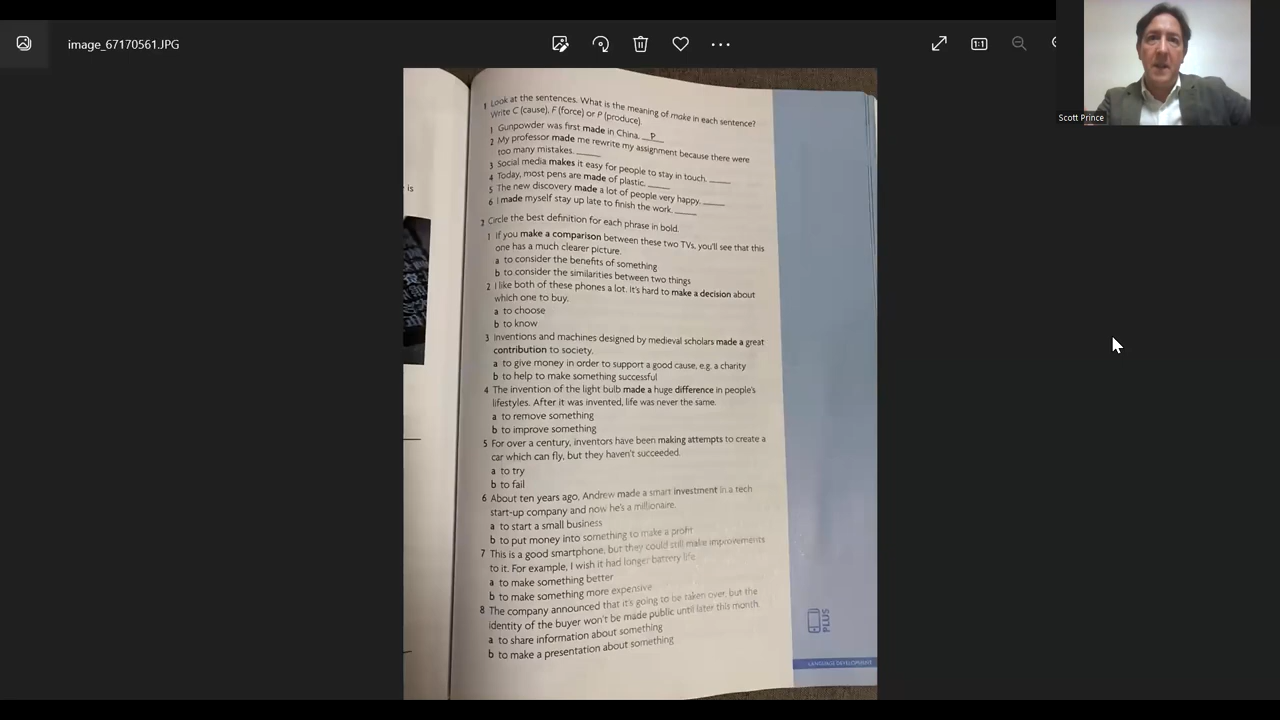 image_67170561.JPG
Scott Prince
is
1 Look at the sentences. What is the meaning of make in each sentence?
Write C (cause), F (force) or P (produce).
1 Gunpowder was first made in China. P
2 My professor made me rewrite my assignment because there were
too many mistakes.
3 Social media makes it easy for people to stay in touch.
4 Today, most pens are made of plastic.
5 The new discovery made a lot of people very happy.
6 I made myself stay up late to finish the work.
2 Circle the best definition for each phrase in bold.
1 If you make a comparison between these two TVs, you'll see that this
one has a much clearer picture.
a to consider the benefits of something
b to consider the similarities between two things
2 I like both of these phones a lot. It's hard to make a decision about
which one to buy.
a to choose
b to know
3 Inventions and machines designed by medieval scholars made a great
contribution to society.
a to give money in order to support a good cause, e.g. a charity
b to help to make something successful
4 The invention of the light bulb made a huge difference in people's
lifestyles. After it was invented, life was never the same.
a to remove something
b to improve something
5 For over a century, inventors have been making attempts to create a
car which can fly, but they haven't succeeded.
a to try
b to fail
6 About ten years ago, Andrew made a smart investment in a tech
start-up company and now he's a millionaire.
a to start a small business
b to put money into something to make a profit
7 This is a good smartphone, but they could still make improvements
to it. For example, I wish it had longer battery life.
a to make something better
b to make something more expensive
8 The company announced that it's going to be taken over, but the
identity of the buyer won't be made public until later this month.
a to share information about something
b to make a presentation about something
PLUS
LANGUAGE DEVELOPMENT
1:1